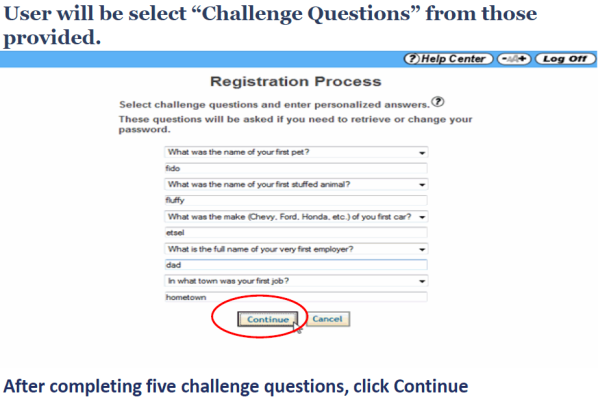 User will be select “Challenge Questions” from those
provided.
?Help Center -AA+ Log Off
Registration Process
Select challenge questions and enter personalized answers. ?
These questions will be asked if you need to retrieve or change your
password.
What was the name of your first pet?
fido
What was the name of your first stuffed animal?
fluffy
What was the make (Chevy, Ford, Honda, etc.) of you first car?
etsel
What is the full name of your very first employer?
dad
In what town was your first job?
hometown
Continue Cancel
After completing five challenge questions, click Continue